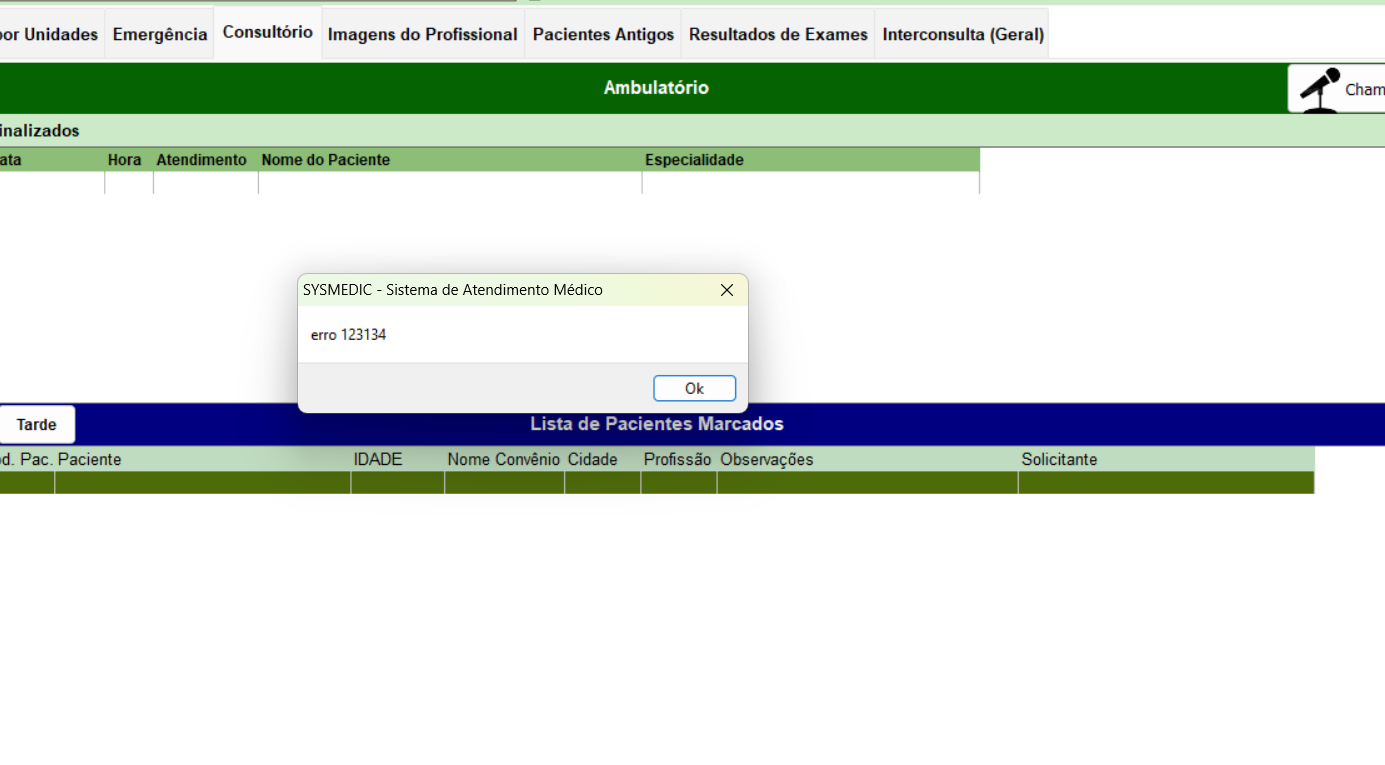 por Unidades Emergência Consultório Imagens do Profissional Pacientes Antigos Resultados de Exames Interconsulta (Geral)
Ambulatório
Cham
inalizados
ata Hora Atendimento Nome do Paciente Especialidade
SYSMEDIC - Sistema de Atendimento Médico
erro 123134
Ok
Tarde Lista de Pacientes Marcados
d. Pac. Paciente IDADE Nome Convênio Cidade Profissão Observações Solicitante